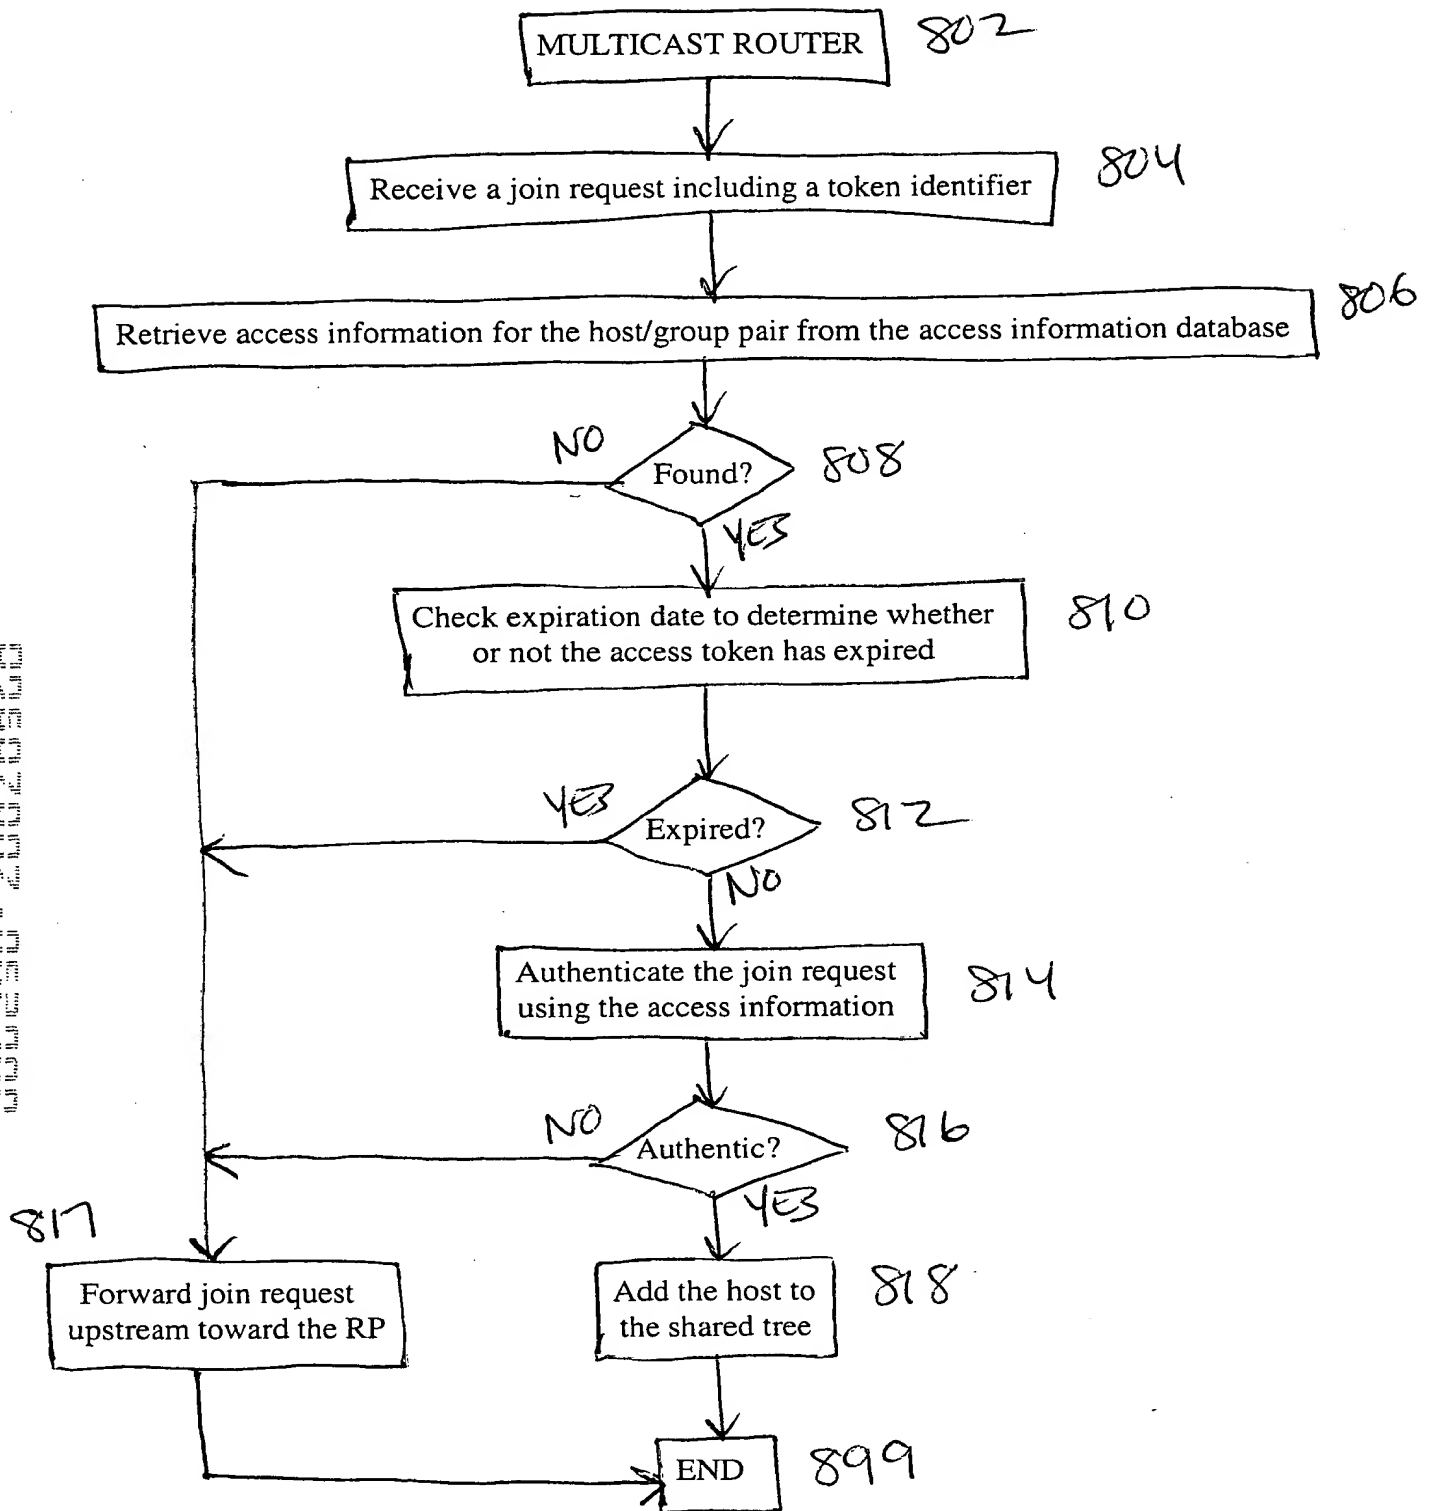 MULTICAST ROUTER 802
Receive a join request including a token identifier 804
Retrieve access information for the host/group pair from the access information database 806
NO Found? 808
YES
Check expiration date to determine whether
or not the access token has expired 810
YES Expired? 812
NO
Authenticate the join request
using the access information 814
NO Authentic? 816
YES
817
Forward join request
upstream toward the RP
Add the host to
the shared tree 818
END 899